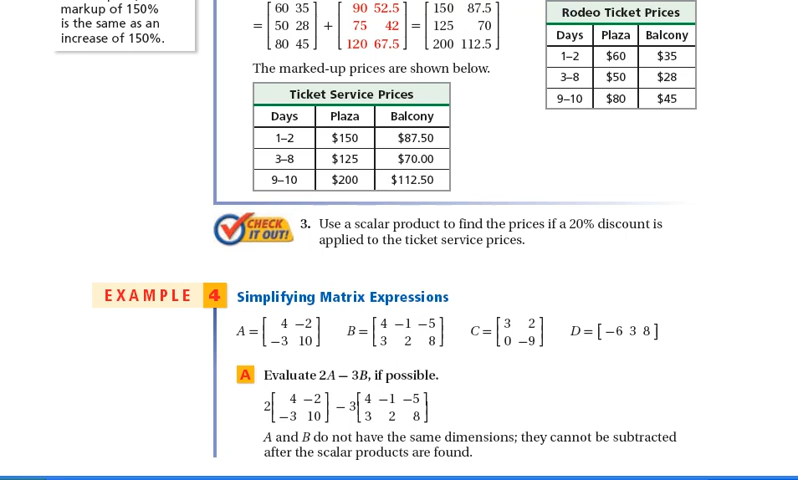 markup of 150%
is the same as an
increase of 150%.
= [60 35 + [90 52.5 = [150 87.5
50 28 75 42 125 70
80 45] 120 67.5] 200 112.5]
The marked-up prices are shown below.
Ticket Service Prices
Days Plaza Balcony
1–2 $150 $87.50
3–8 $125 $70.00
9–10 $200 $112.50
Rodeo Ticket Prices
Days Plaza Balcony
1–2 $60 $35
3–8 $50 $28
9–10 $80 $45
CHECK
IT OUT!
3. Use a scalar product to find the prices if a 20% discount is
applied to the ticket service prices.
EXAMPLE 4 Simplifying Matrix Expressions
A = [4 −2 B = [4 −1 −5 C = [3 2 D = [−6 3 8]
−3 10] 3 2 8] 0 −9]
A Evaluate 2A − 3B, if possible.
2[4 −2 − 3[4 −1 −5
−3 10] 3 2 8]
A and B do not have the same dimensions; they cannot be subtracted
after the scalar products are found.